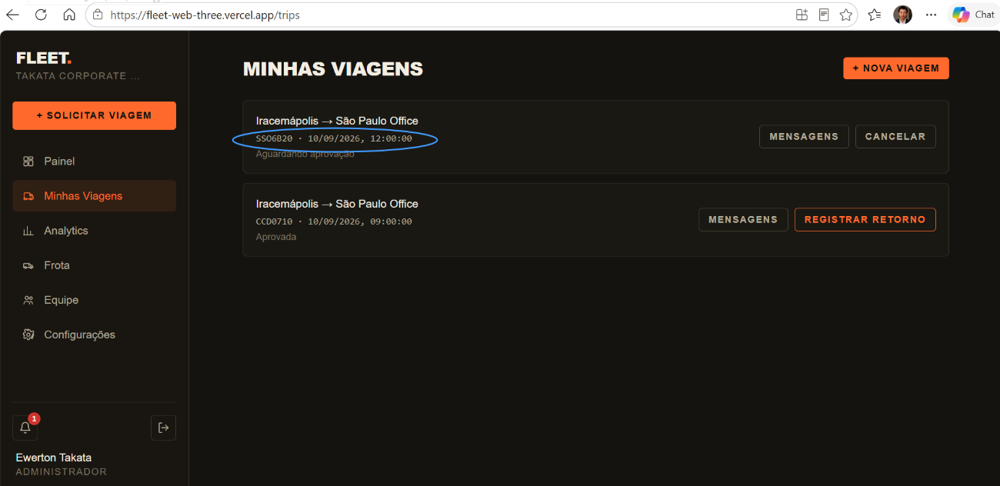 https://fleet-web-three.vercel.app/trips
Chat
FLEET.
TAKATA CORPORATE ...
+ SOLICITAR VIAGEM
Painel
Minhas Viagens
Analytics
Frota
Equipe
Configurações
1
Ewerton Takata
ADMINISTRADOR
MINHAS VIAGENS
+ NOVA VIAGEM
Iracemápolis → São Paulo Office
SSO6B20 · 10/09/2026, 12:00:00
Aguardando aprovação
MENSAGENS
CANCELAR
Iracemápolis → São Paulo Office
CCD0710 · 10/09/2026, 09:00:00
Aprovada
MENSAGENS
REGISTRAR RETORNO